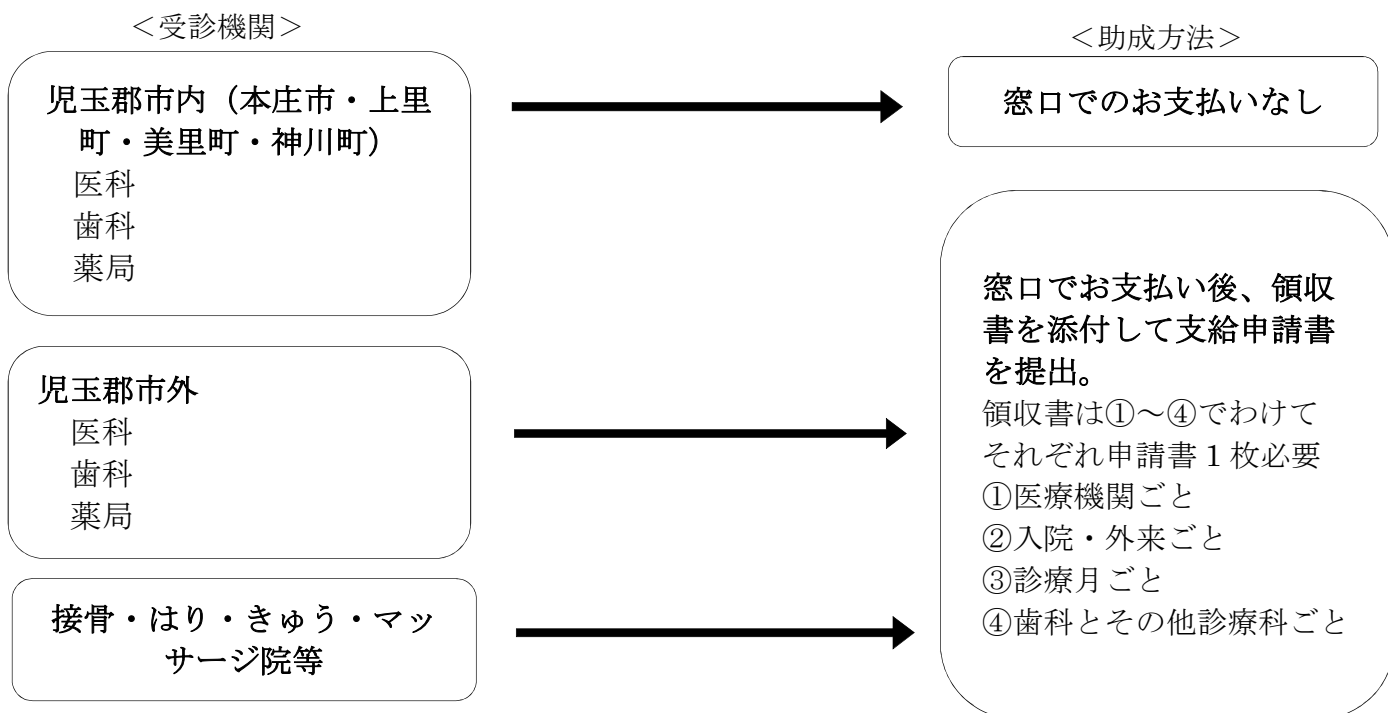 ＜受診機関＞
児玉郡市内（本庄市・上里
町・美里町・神川町）
医科
歯科
薬局
児玉郡市外
医科
歯科
薬局
接骨・はり・きゅう・マッ
サージ院等
＜助成方法＞
窓口でのお支払いなし
窓口でお支払い後、領収
書を添付して支給申請書
を提出。
領収書は①～④でわけて
それぞれ申請書１枚必要
①医療機関ごと
②入院・外来ごと
③診療月ごと
④歯科とその他診療科ごと